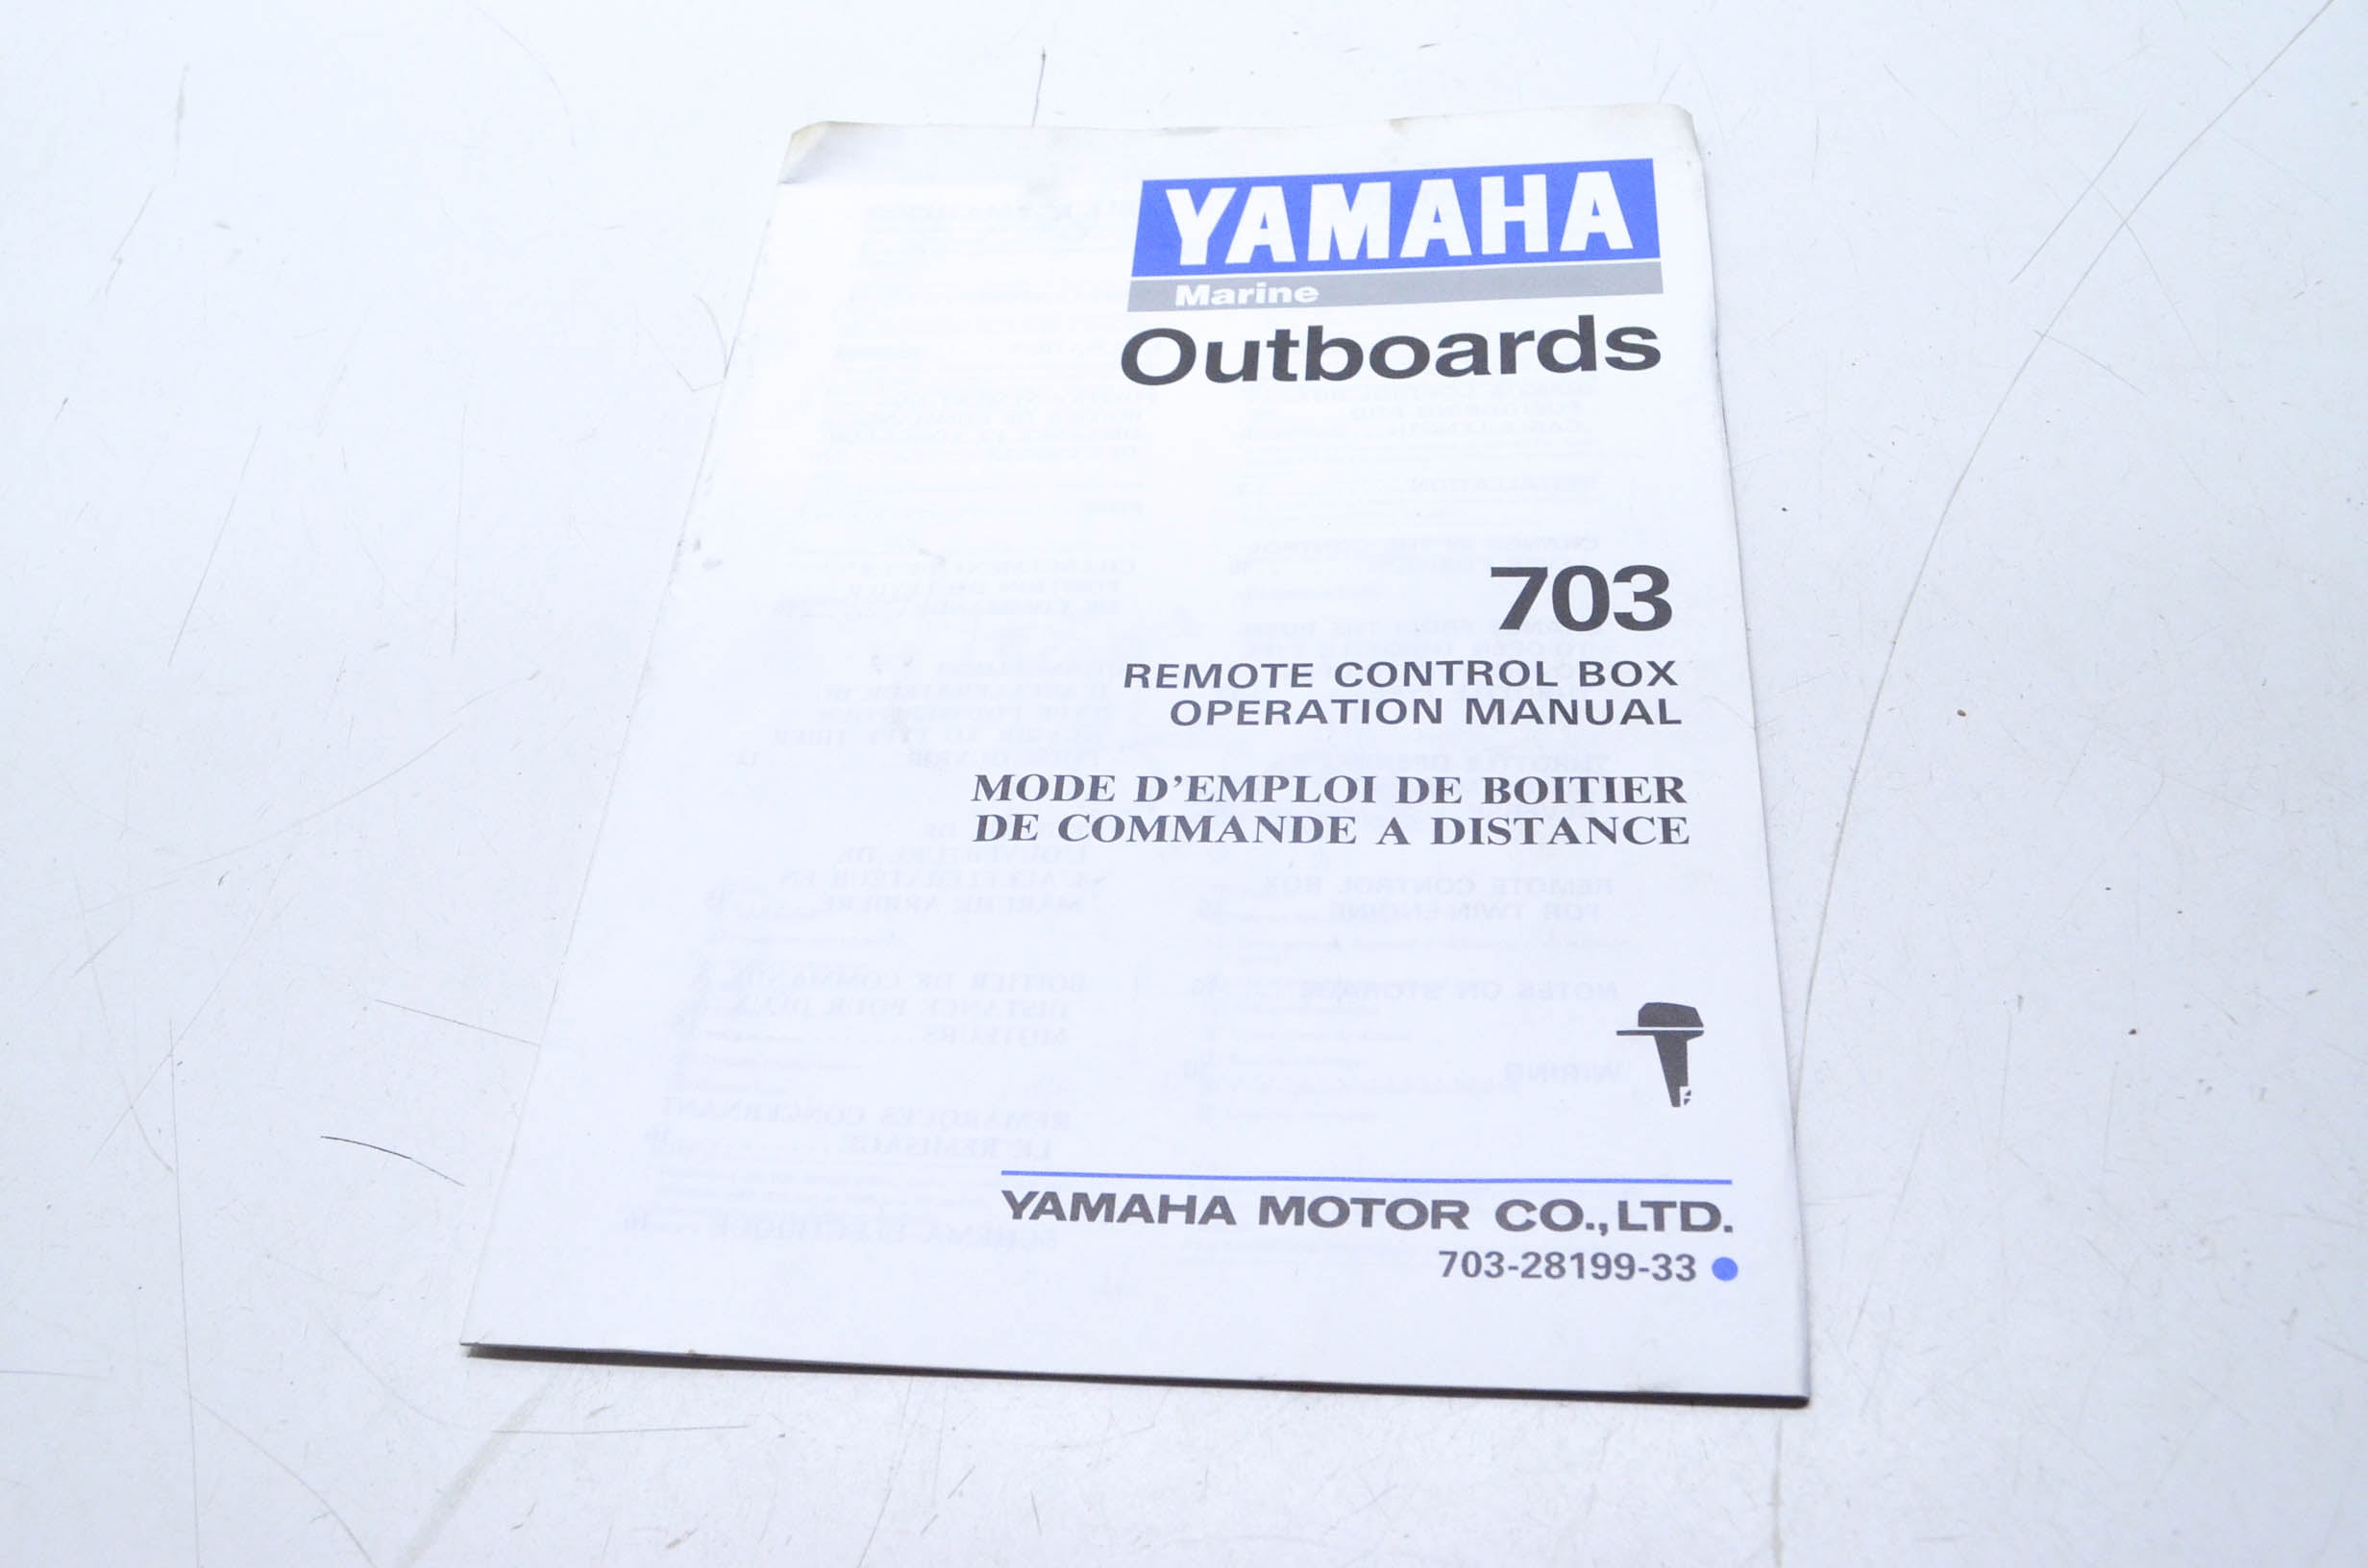 YAMAHA
Marine
Outboards
703
REMOTE CONTROL BOX
OPERATION MANUAL
MODE D'EMPLOI DE BOITIER
DE COMMANDE A DISTANCE
YAMAHA MOTOR CO.,LTD.
703-28199-33